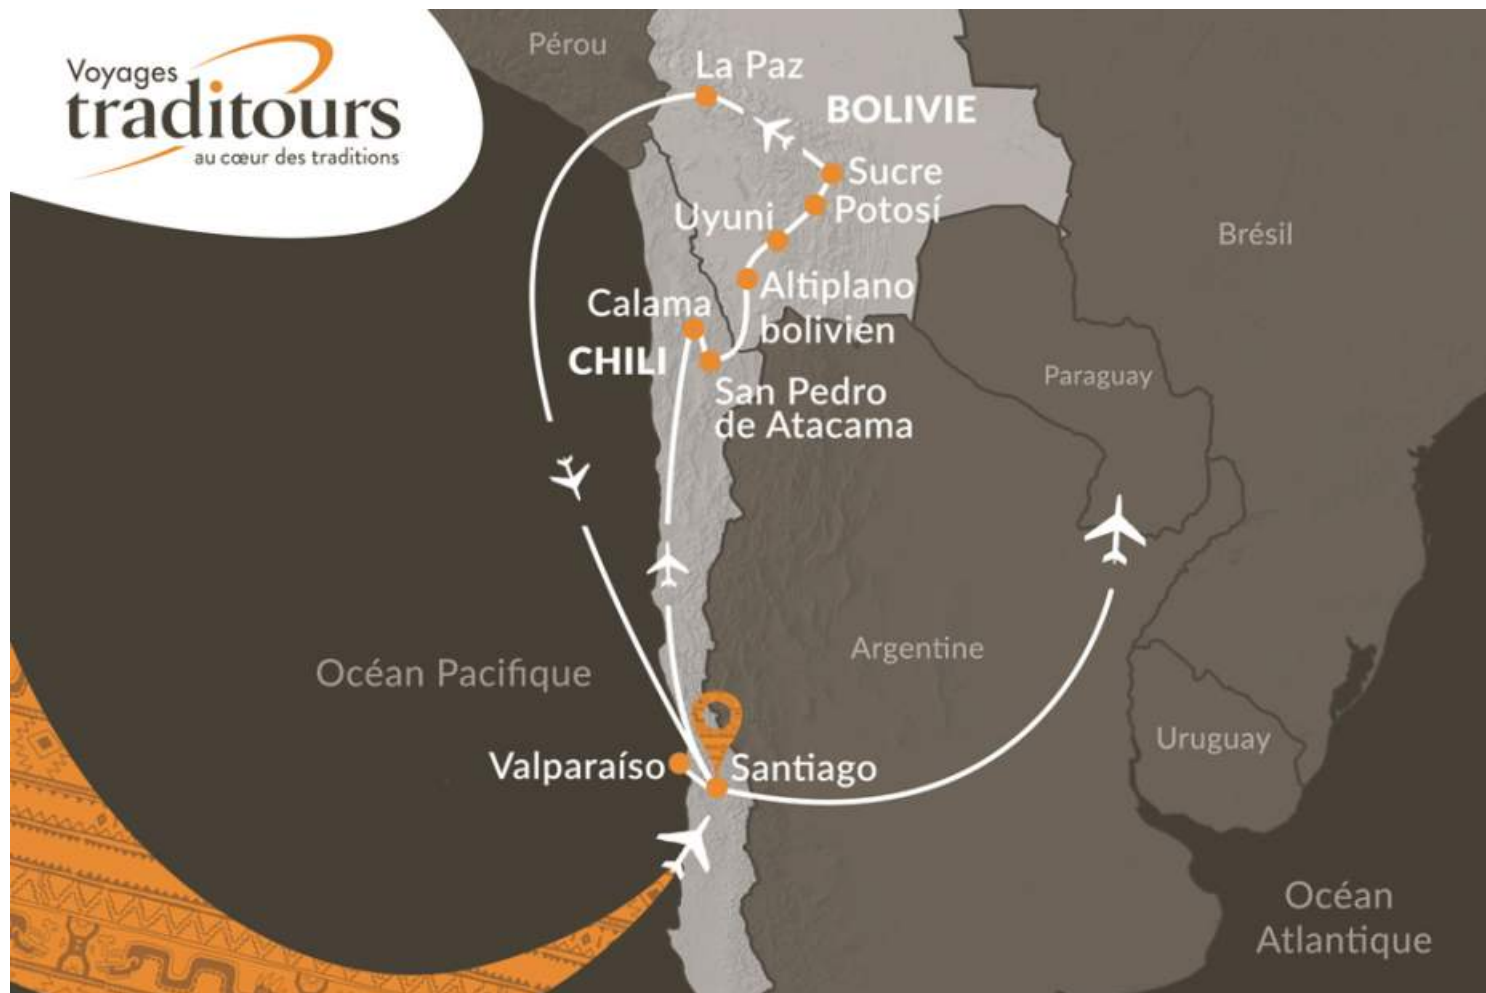 Voyages
traditours
au cœur des traditions
Pérou
La Paz
BOLIVIE
Sucre
Potosí
Uyuni
Brésil
Altiplano
bolivien
Calama
CHILI
San Pedro
de Atacama
Paraguay
Argentine
Océan Pacifique
Uruguay
Valparaíso
Santiago
Océan
Atlantique